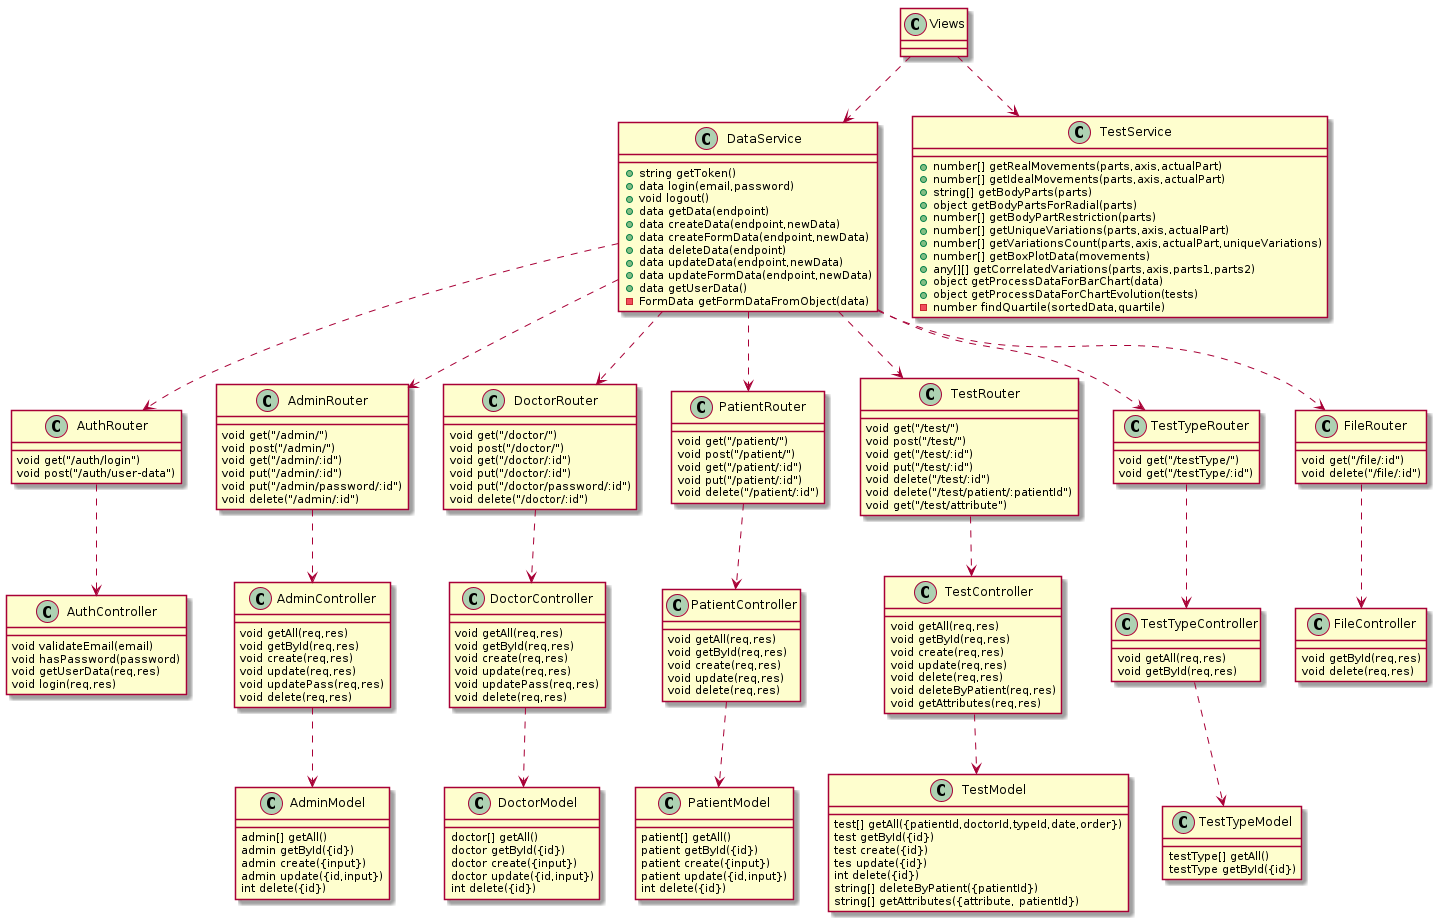 C Views
C DataService
string getToken()
data login(email,password)
void logout()
data getData(endpoint)
data createData(endpoint,newData)
data createFormData(endpoint,newData)
data deleteData(endpoint)
data updateData(endpoint,newData)
data updateFormData(endpoint,newData)
data getUserData()
FormData getFormDataFromObject(data)
C TestService
number[] getRealMovements(parts,axis,actualPart)
number[] getIdealMovements(parts,axis,actualPart)
string[] getBodyParts(parts)
object getBodyPartsForRadial(parts)
number[] getBodyPartRestriction(parts)
number[] getUniqueVariations(parts,axis,actualPart)
number[] getVariationsCount(parts,axis,actualPart,uniqueVariations)
number[] getBoxPlotData(movements)
any[][] getCorrelatedVariations(parts,axis,parts1,parts2)
object getProcessDataForBarChart(data)
object getProcessDataForChartEvolution(tests)
number findQuartile(sortedData,quartile)
C AuthRouter
void get("/auth/login")
void post("/auth/user-data")
C AdminRouter
void get("/admin/")
void post("/admin/")
void get("/admin/:id")
void put("/admin/:id")
void put("/admin/password/:id")
void delete("/admin/:id")
C DoctorRouter
void get("/doctor/")
void post("/doctor/")
void get("/doctor/:id")
void put("/doctor/:id")
void put("/doctor/password/:id")
void delete("/doctor/:id")
C PatientRouter
void get("/patient/")
void post("/patient/")
void get("/patient/:id")
void put("/patient/:id")
void delete("/patient/:id")
C TestRouter
void get("/test/")
void post("/test/")
void get("/test/:id")
void put("/test/:id")
void delete("/test/:id")
void delete("/test/patient/:patientId")
void get("/test/attribute")
C TestTypeRouter
void get("/testType/")
void get("/testType/:id")
C FileRouter
void get("/file/:id")
void delete("/file/:id")
C AuthController
void validateEmail(email)
void hasPassword(password)
void getUserData(req,res)
void login(req,res)
C AdminController
void getAll(req,res)
void getById(req,res)
void create(req,res)
void update(req,res)
void updatePass(req,res)
void delete(req,res)
C DoctorController
void getAll(req,res)
void getById(req,res)
void create(req,res)
void update(req,res)
void updatePass(req,res)
void delete(req,res)
C PatientController
void getAll(req,res)
void getById(req,res)
void create(req,res)
void update(req,res)
void delete(req,res)
C TestController
void getAll(req,res)
void getById(req,res)
void create(req,res)
void update(req,res)
void delete(req,res)
void deleteByPatient(req,res)
void getAttributes(req,res)
C TestTypeController
void getAll(req,res)
void getById(req,res)
C FileController
void getById(req,res)
void delete(req,res)
C AdminModel
admin[] getAll()
admin getById({id})
admin create({input})
admin update({id,input})
int delete({id})
C DoctorModel
doctor[] getAll()
doctor getById({id})
doctor create({input})
doctor update({id,input})
int delete({id})
C PatientModel
patient[] getAll()
patient getById({id})
patient create({input})
patient update({id,input})
int delete({id})
C TestModel
test[] getAll({patientId,doctorId,typeId,date,order})
test getById({id})
test create({id})
tes update({id})
int delete({id})
string[] deleteByPatient({patientId})
string[] getAttributes({attribute, patientId})
C TestTypeModel
testType[] getAll()
testType getById({id})